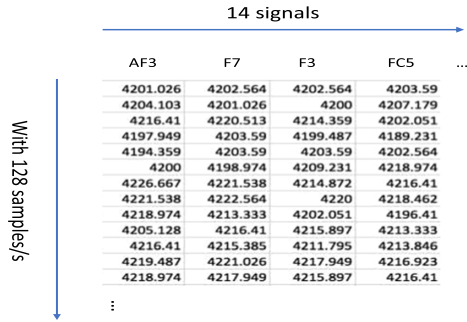 14 signals
AF3 F7 F3 FC5 ...
With 128 samples/s
4201.026 4202.564 4202.564 4203.59
4204.103 4201.026 4200 4207.179
4216.41 4220.513 4214.359 4202.051
4197.949 4203.59 4199.487 4189.231
4194.359 4203.59 4203.59 4202.564
4200 4198.974 4209.231 4218.974
4226.667 4221.538 4214.872 4216.41
4221.538 4222.564 4220 4218.462
4218.974 4213.333 4202.051 4196.41
4205.128 4216.41 4215.897 4213.333
4216.41 4215.385 4211.795 4213.846
4219.487 4221.026 4217.949 4216.923
4218.974 4217.949 4215.897 4216.41
...